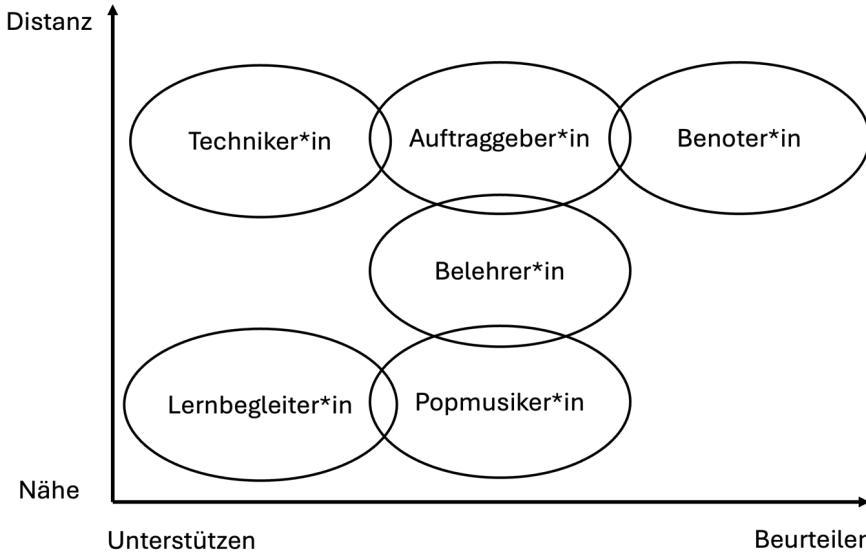 Distanz
Techniker*in
Auftraggeber*in
Benoter*in
Belehrer*in
Lernbegleiter*in
Popmusiker*in
Nähe
Unterstützen
Beurteilen